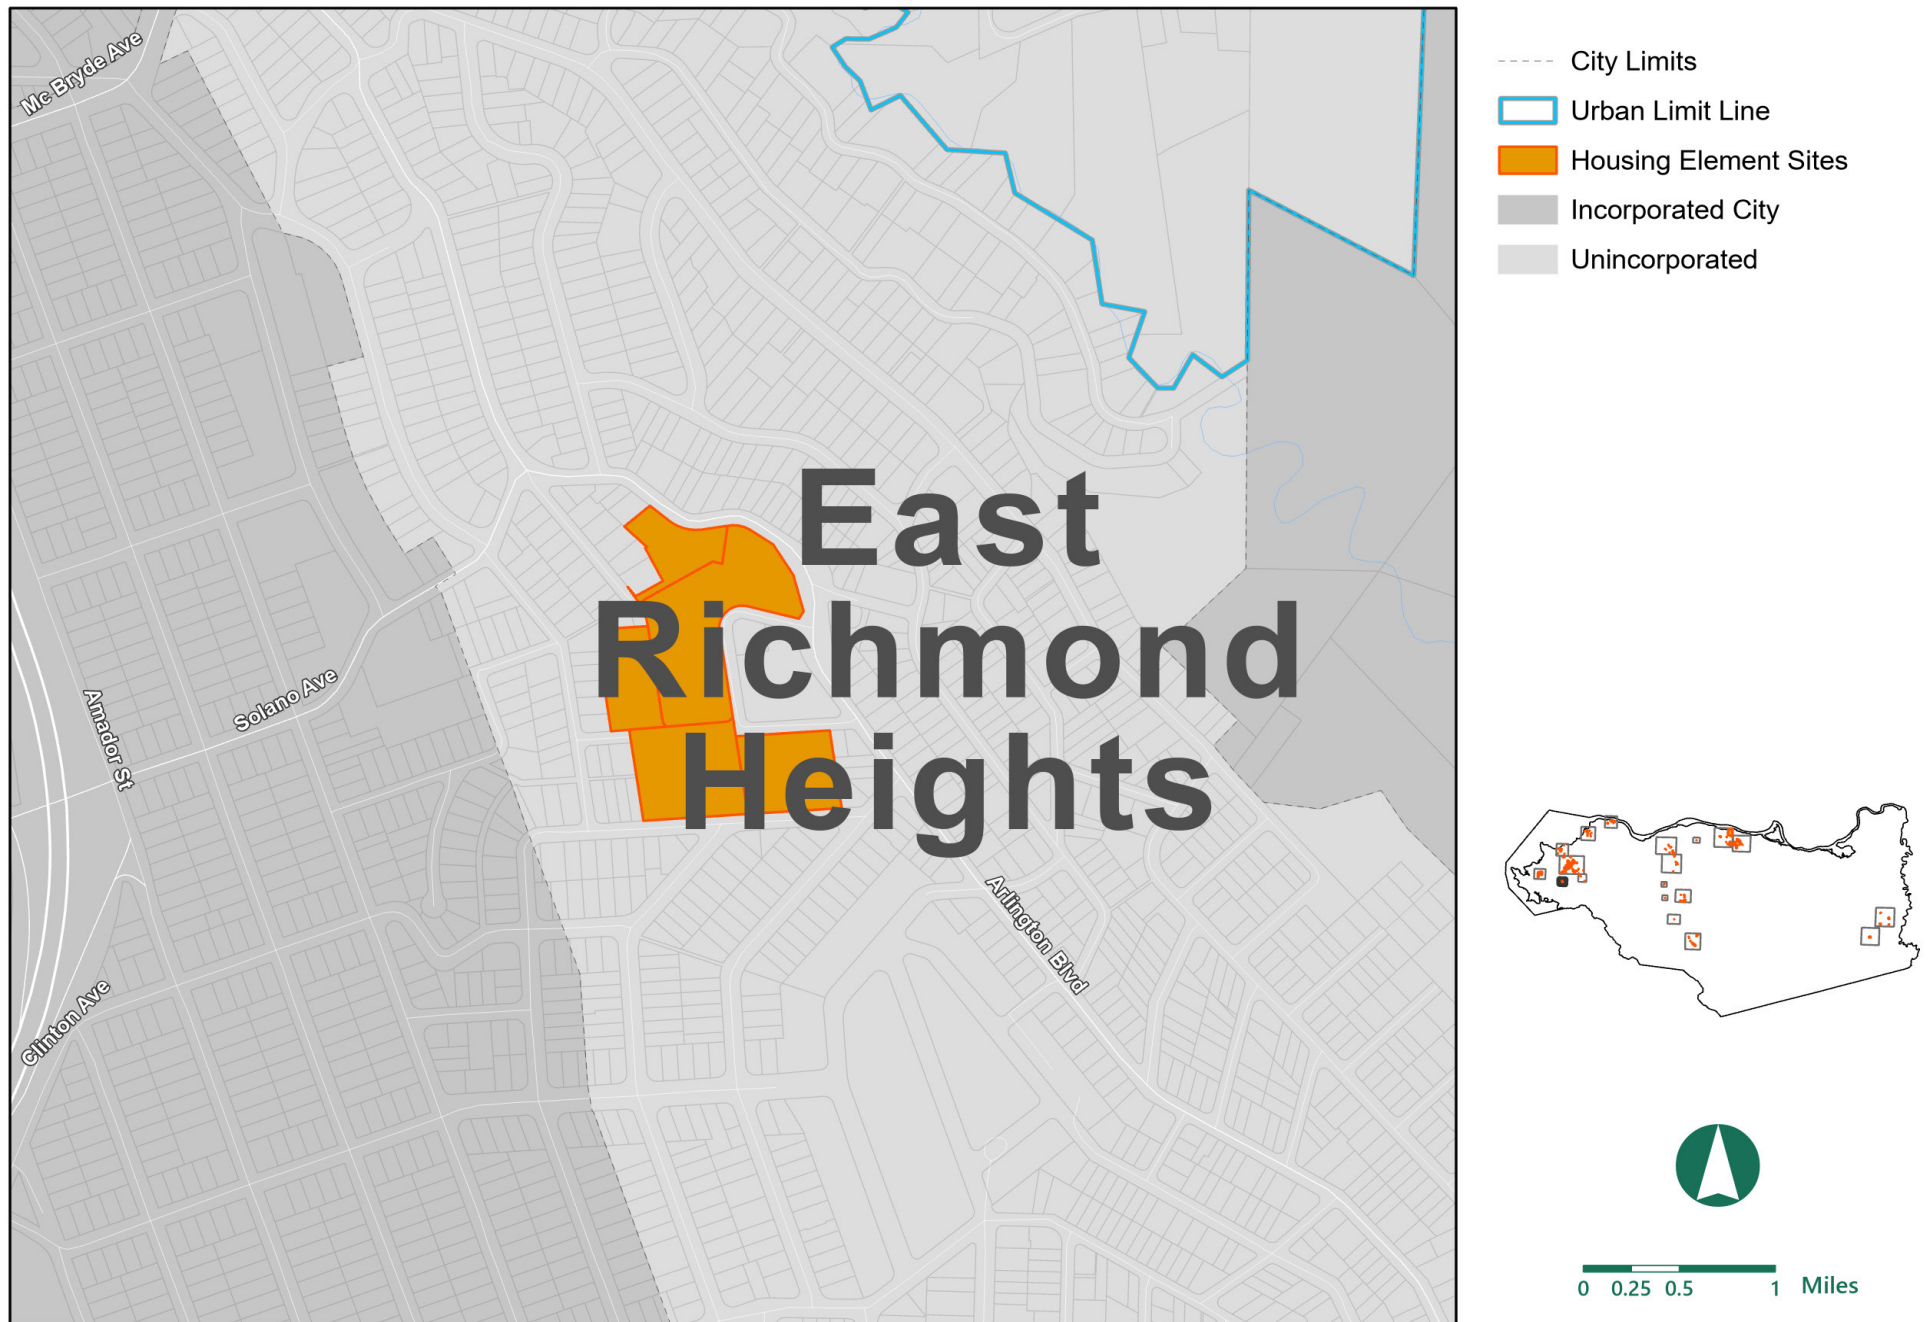 Mc Bryde Ave
City Limits
Urban Limit Line
Housing Element Sites
Incorporated City
Unincorporated
East
Richmond
Heights
Solano Ave
Amador St
Arlington Blvd
Clinton Ave
0 0.25 0.5 1 Miles